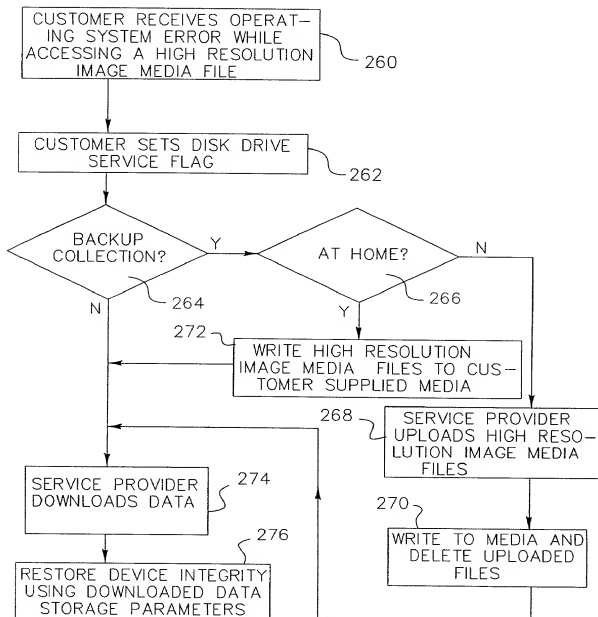 CUSTOMER RECEIVES OPERAT-
ING SYSTEM ERROR WHILE
ACCESSING A HIGH RESOLUTION
IMAGE MEDIA FILE
260
CUSTOMER SETS DISK DRIVE
SERVICE FLAG
262
BACKUP
COLLECTION?
Y
N
264
AT HOME?
N
Y
266
272
WRITE HIGH RESOLUTION
IMAGE MEDIA FILES TO CUS-
TOMER SUPPLIED MEDIA
268
SERVICE PROVIDER
UPLOADS HIGH RESO-
LUTION IMAGE MEDIA
FILES
SERVICE PROVIDER
DOWNLOADS DATA
274
270
WRITE TO MEDIA AND
DELETE UPLOADED
FILES
276
RESTORE DEVICE INTEGRITY
USING DOWNLOADED DATA
STORAGE PARAMETERS